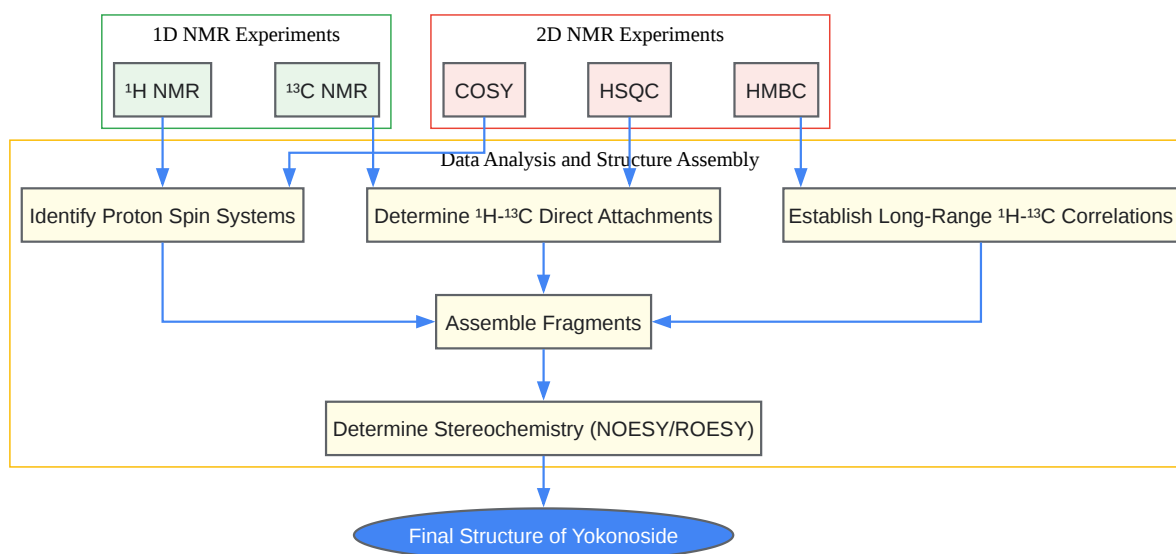 1D NMR Experiments
2D NMR Experiments
¹H NMR
¹³C NMR
COSY
HSQC
HMBC
Data Analysis and Structure Assembly
Identify Proton Spin Systems
Determine ¹H-¹³C Direct Attachments
Establish Long-Range ¹H-¹³C Correlations
Assemble Fragments
Determine Stereochemistry (NOESY/ROESY)
Final Structure of Yokonoside